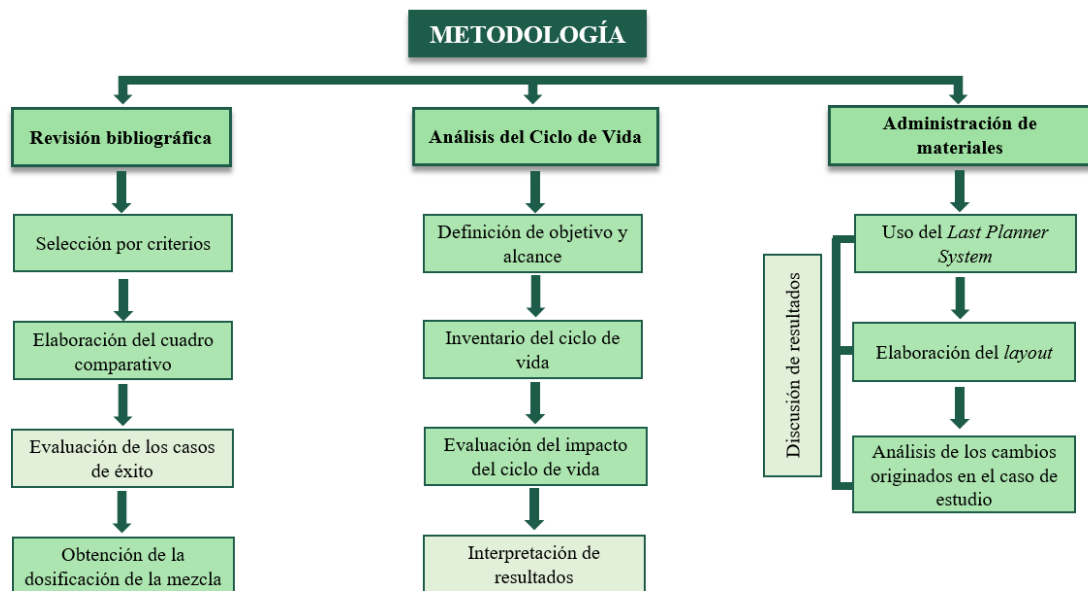 METODOLOGÍA
Revisión bibliográfica
Selección por criterios
Elaboración del cuadro
comparativo
Evaluación de los casos
de éxito
Obtención de la
dosificación de la mezcla
Análisis del Ciclo de Vida
Definición de objetivo y
alcance
Inventario del ciclo de
vida
Evaluación del impacto
del ciclo de vida
Interpretación de
resultados
Administración de
materiales
Uso del Last Planner
System
Elaboración del layout
Análisis de los cambios
originados en el caso de
estudio
Discusión de resultados